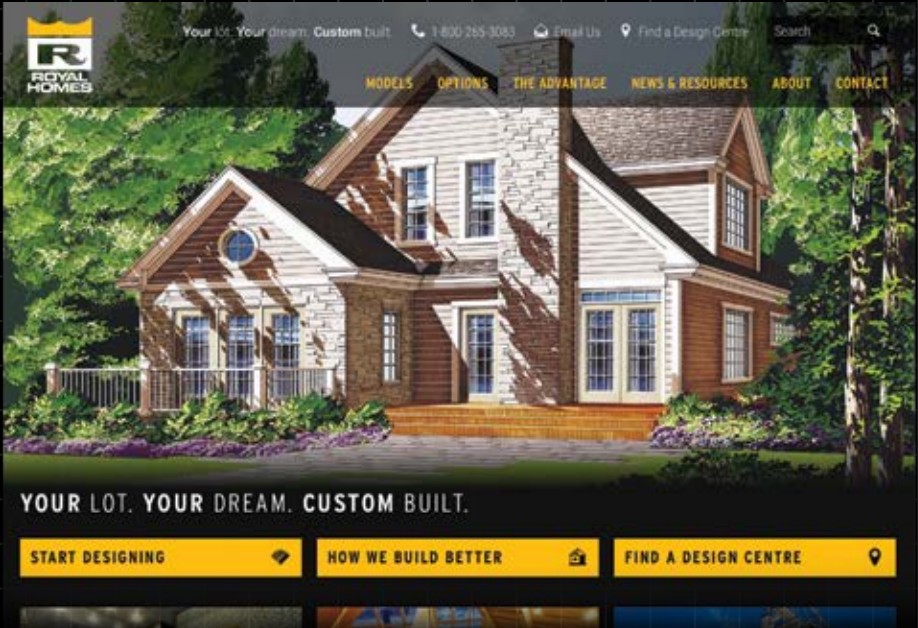 Your lot. Your dream. Custom built. 1-800-265-3083 Email Us Find a Design Centre Search
R
ROYAL
HOMES
MODELS OPTIONS THE ADVANTAGE NEWS & RESOURCES ABOUT CONTACT
YOUR LOT. YOUR DREAM. CUSTOM BUILT.
START DESIGNING HOW WE BUILD BETTER FIND A DESIGN CENTRE